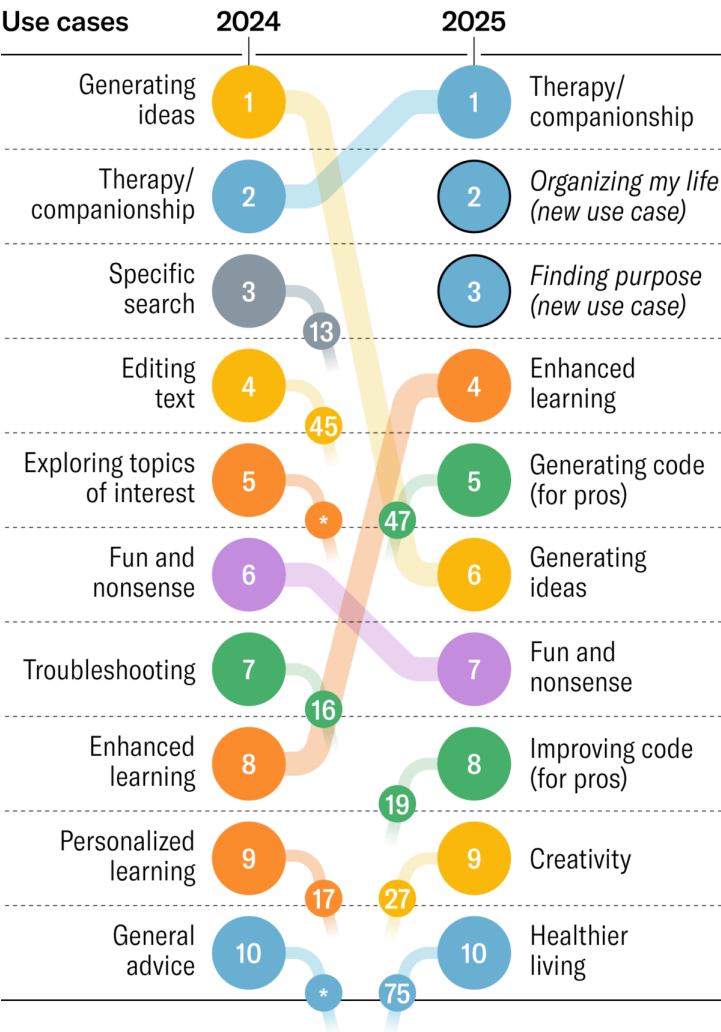 Use cases 2024 2025
Generating
ideas
1
1
Therapy/
companionship
Therapy/
companionship
2
2
Organizing my life
(new use case)
Specific
search
3
13
3
Finding purpose
(new use case)
Editing
text
4
45
4
Enhanced
learning
Exploring topics
of interest
5
*
47
5
Generating code
(for pros)
Fun and
nonsense
6
6
Generating
ideas
Troubleshooting
7
16
7
Fun and
nonsense
Enhanced
learning
8
19
8
Improving code
(for pros)
Personalized
learning
9
17
27
9
Creativity
General
advice
10
*
75
10
Healthier
living